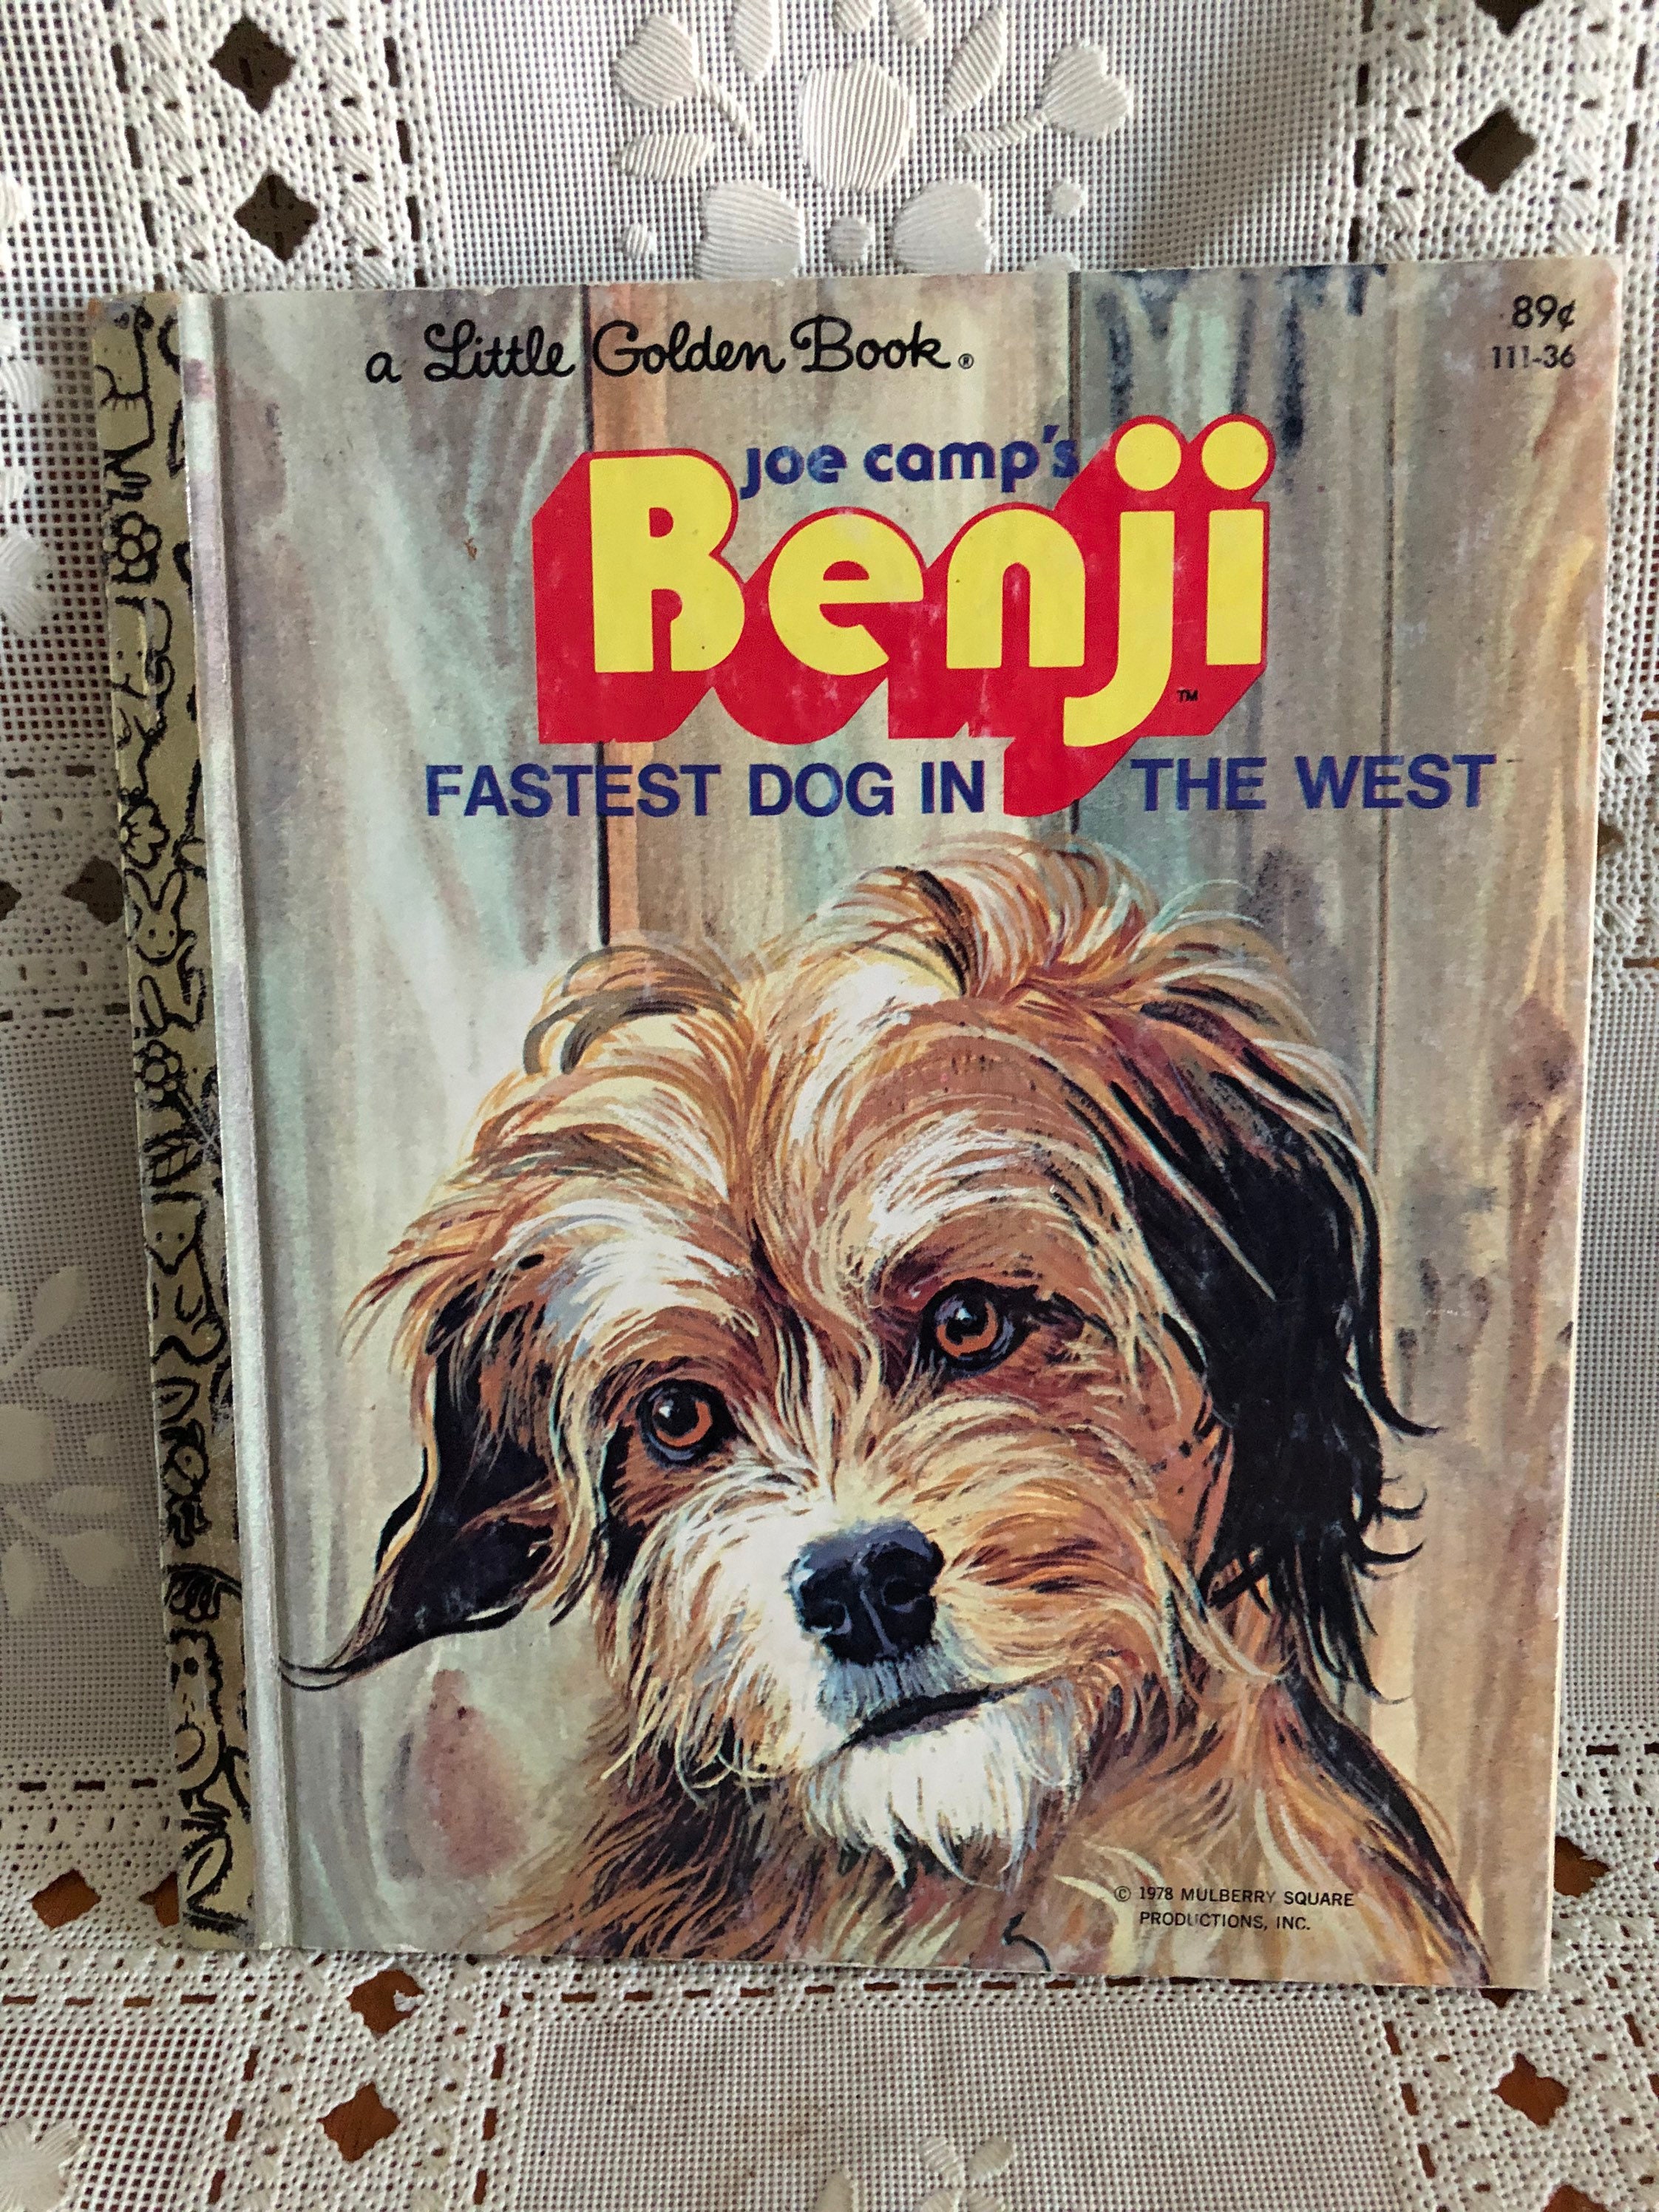 a Little Golden Book®
89¢
111-36
joe camp's
Benji™
FASTEST DOG IN THE WEST
© 1978 MULBERRY SQUARE
PRODUCTIONS, INC.